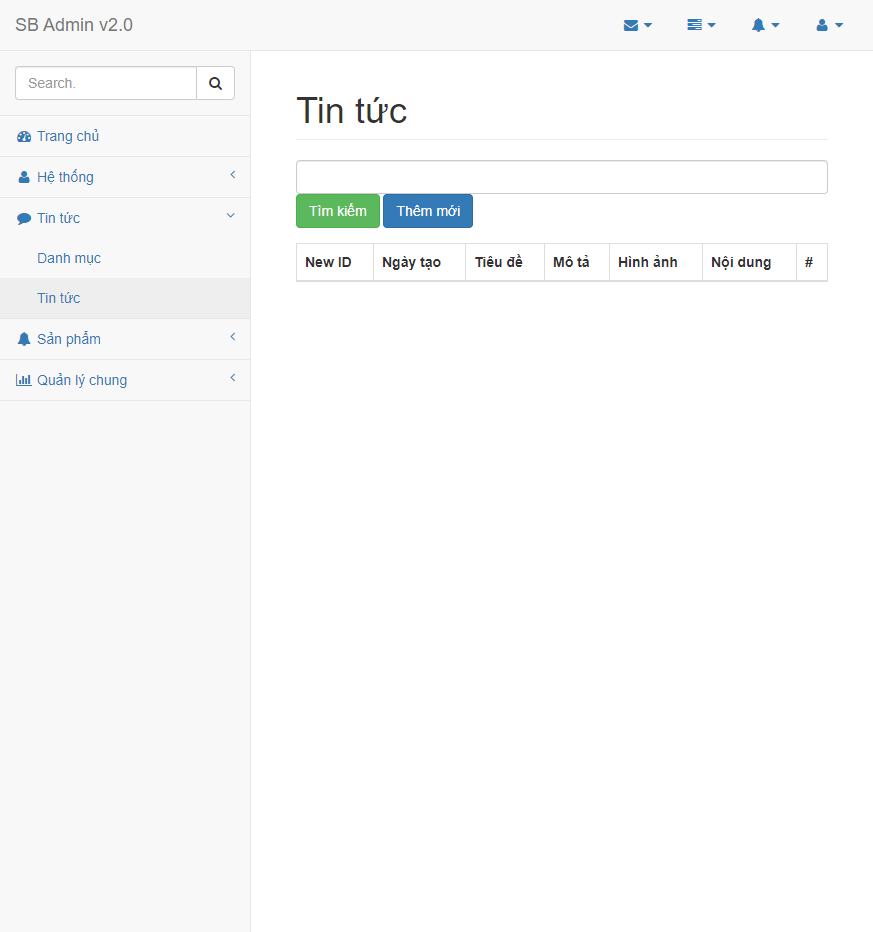 SB Admin v2.0
Search.
Trang chủ
Hệ thống
Tin tức
Danh mục
Tin tức
Sản phẩm
Quản lý chung
Tin tức
Tìm kiếm Thêm mới
New ID Ngày tạo Tiêu đề Mô tả Hình ảnh Nội dung #